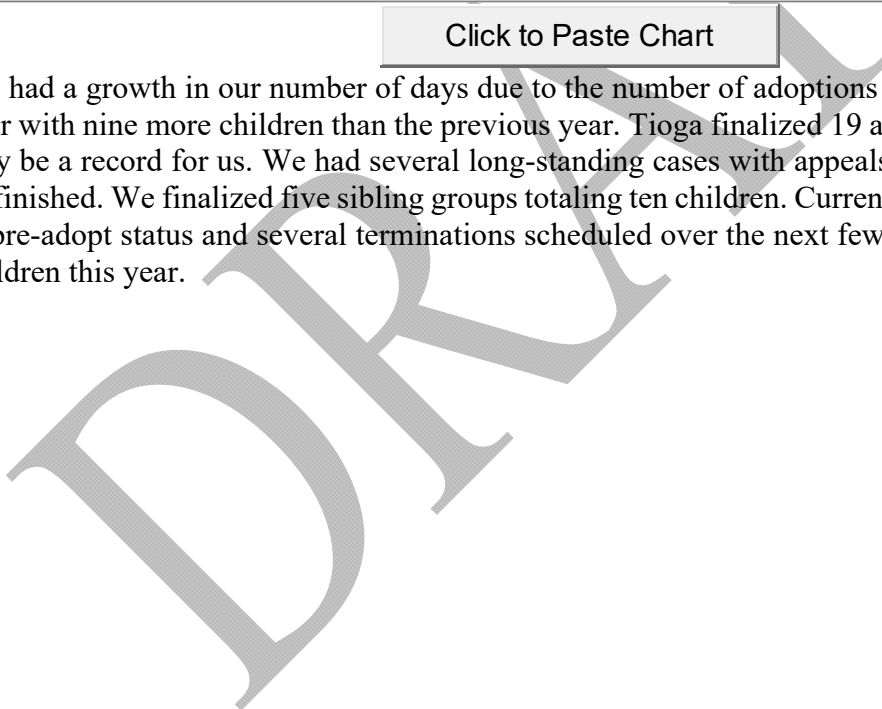 Click to Paste Chart
had a growth in our number of days due to the number of adoptions
r with nine more children than the previous year. Tioga finalized 19 a
y be a record for us. We had several long-standing cases with appeals
finished. We finalized five sibling groups totaling ten children. Curren
pre-adopt status and several terminations scheduled over the next few
ldren this year.
DRAF